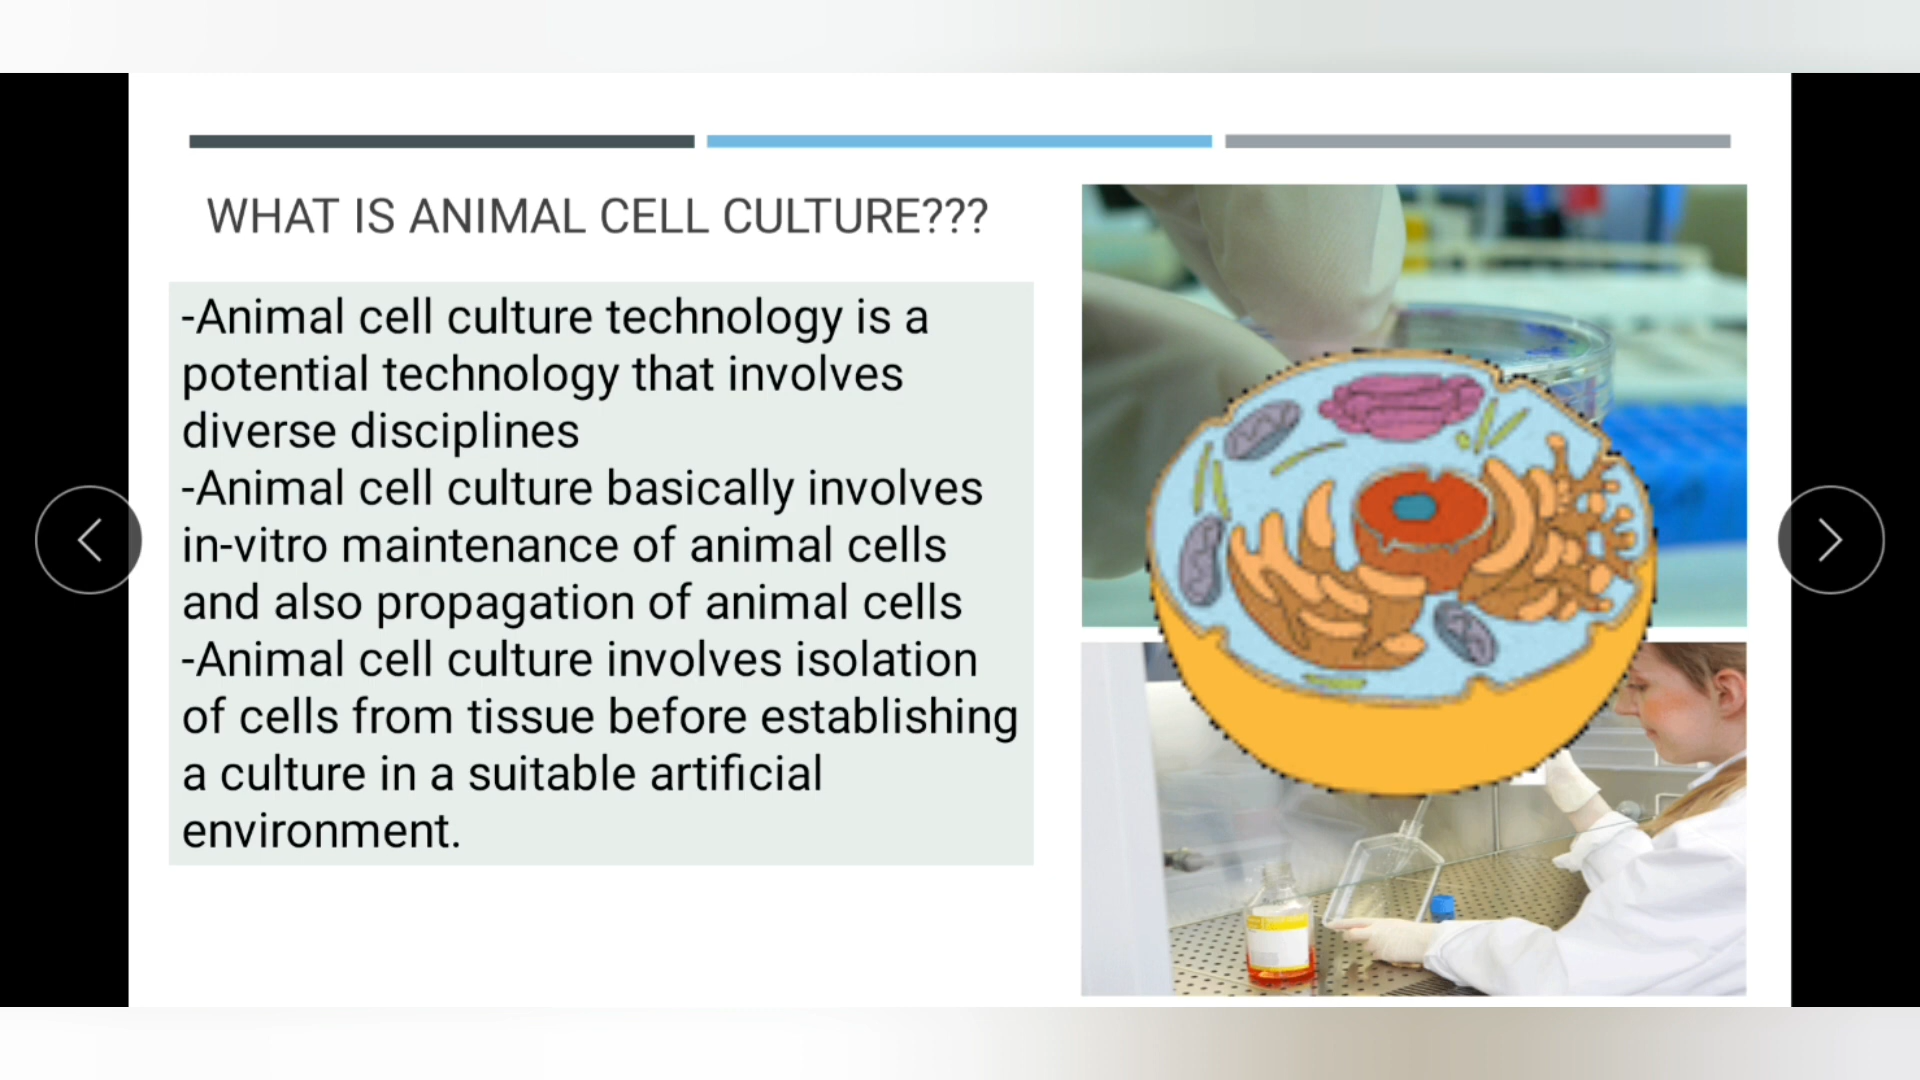 WHAT IS ANIMAL CELL CULTURE???
-Animal cell culture technology is a
potential technology that involves
diverse disciplines
-Animal cell culture basically involves
in-vitro maintenance of animal cells
and also propagation of animal cells
-Animal cell culture involves isolation
of cells from tissue before establishing
a culture in a suitable artificial
environment.